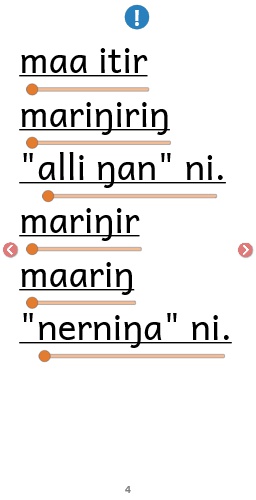 !
maa itir
mariŋiriŋ
"alli ŋan" ni.
mariŋir
maariŋ
"nerniŋa" ni.
4